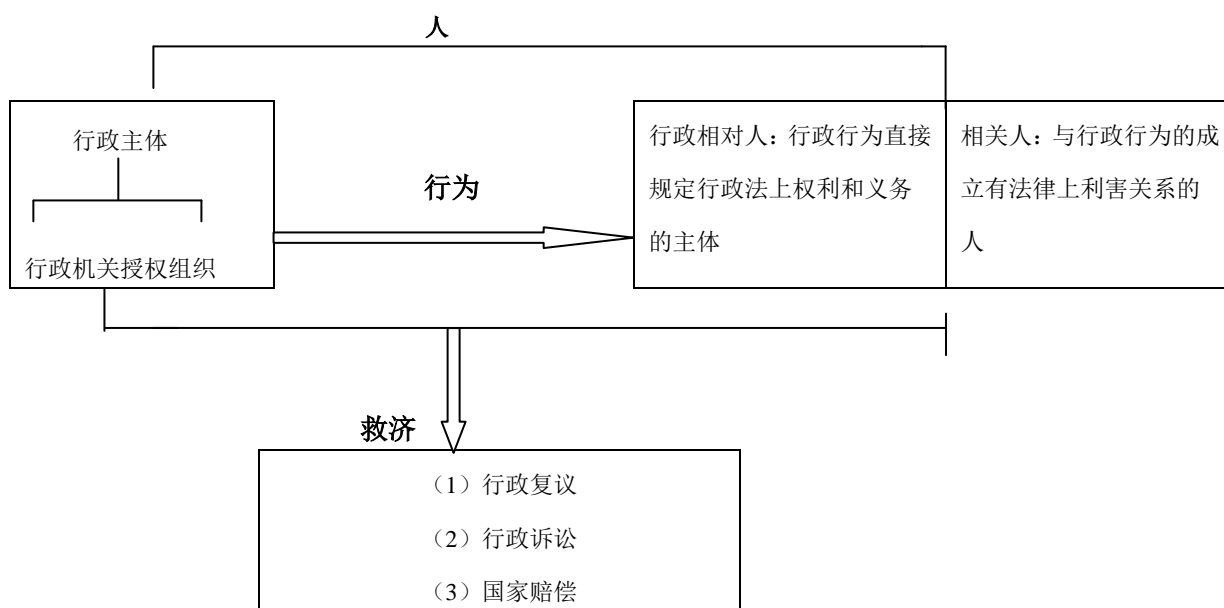 人
行政主体
行政机关授权组织
行为
行政相对人：行政行为直接
规定行政法上权利和义务
的主体
相关人：与行政行为的成
立有法律上利害关系的
人
救济
（1）行政复议
（2）行政诉讼
（3）国家赔偿